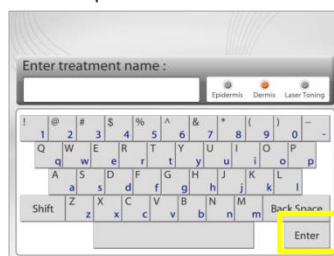 Enter treatment name :
Epidermis Dermis Laser Toning
! 1 @ 2 # 3 $ 4 % 5 ^ 6 & 7 * 8 ( 9 ) 0 _ -
Q q W w E e R r T t Y y U u I i O o P p
A a S s D d F f G g H h J j K k L l
Shift Z z X x C c V v B b N n M m Back Space
Enter